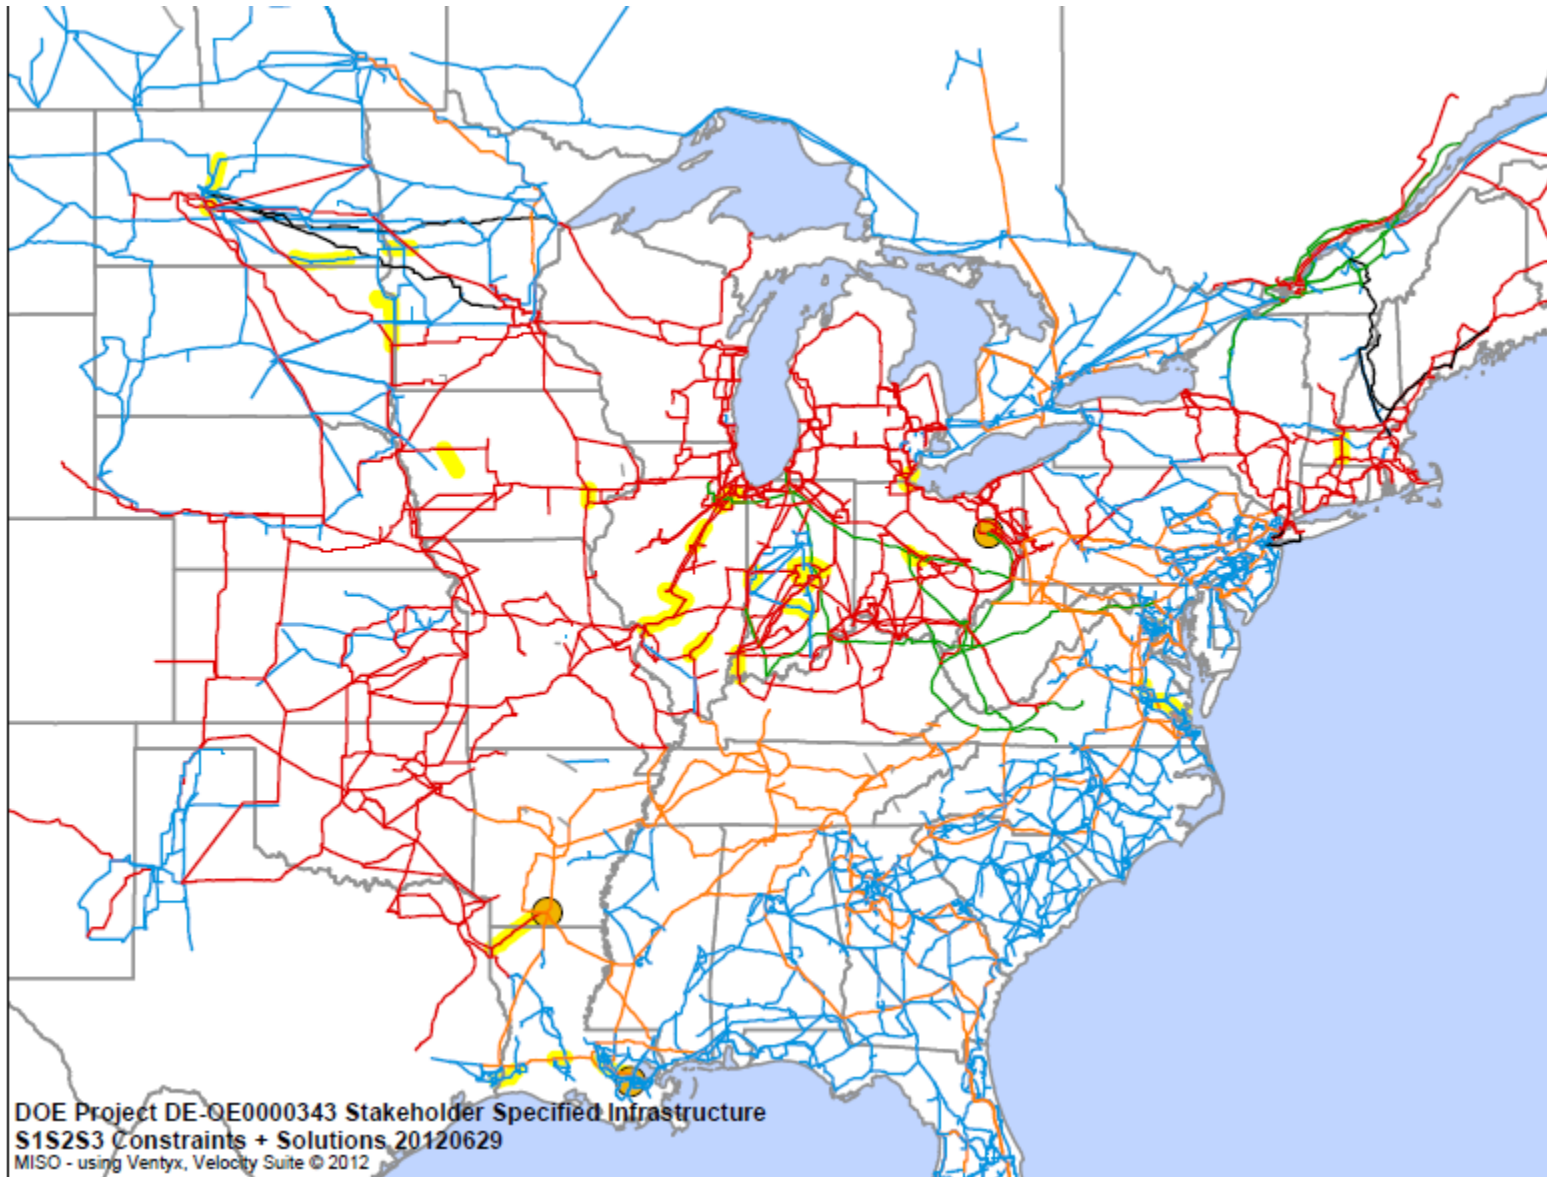 DOE Project DE-OE0000343 Stakeholder Specified Infrastructure
S1S2S3 Constraints + Solutions 20120629
MISO - using Ventyx, Velocity Suite © 2012